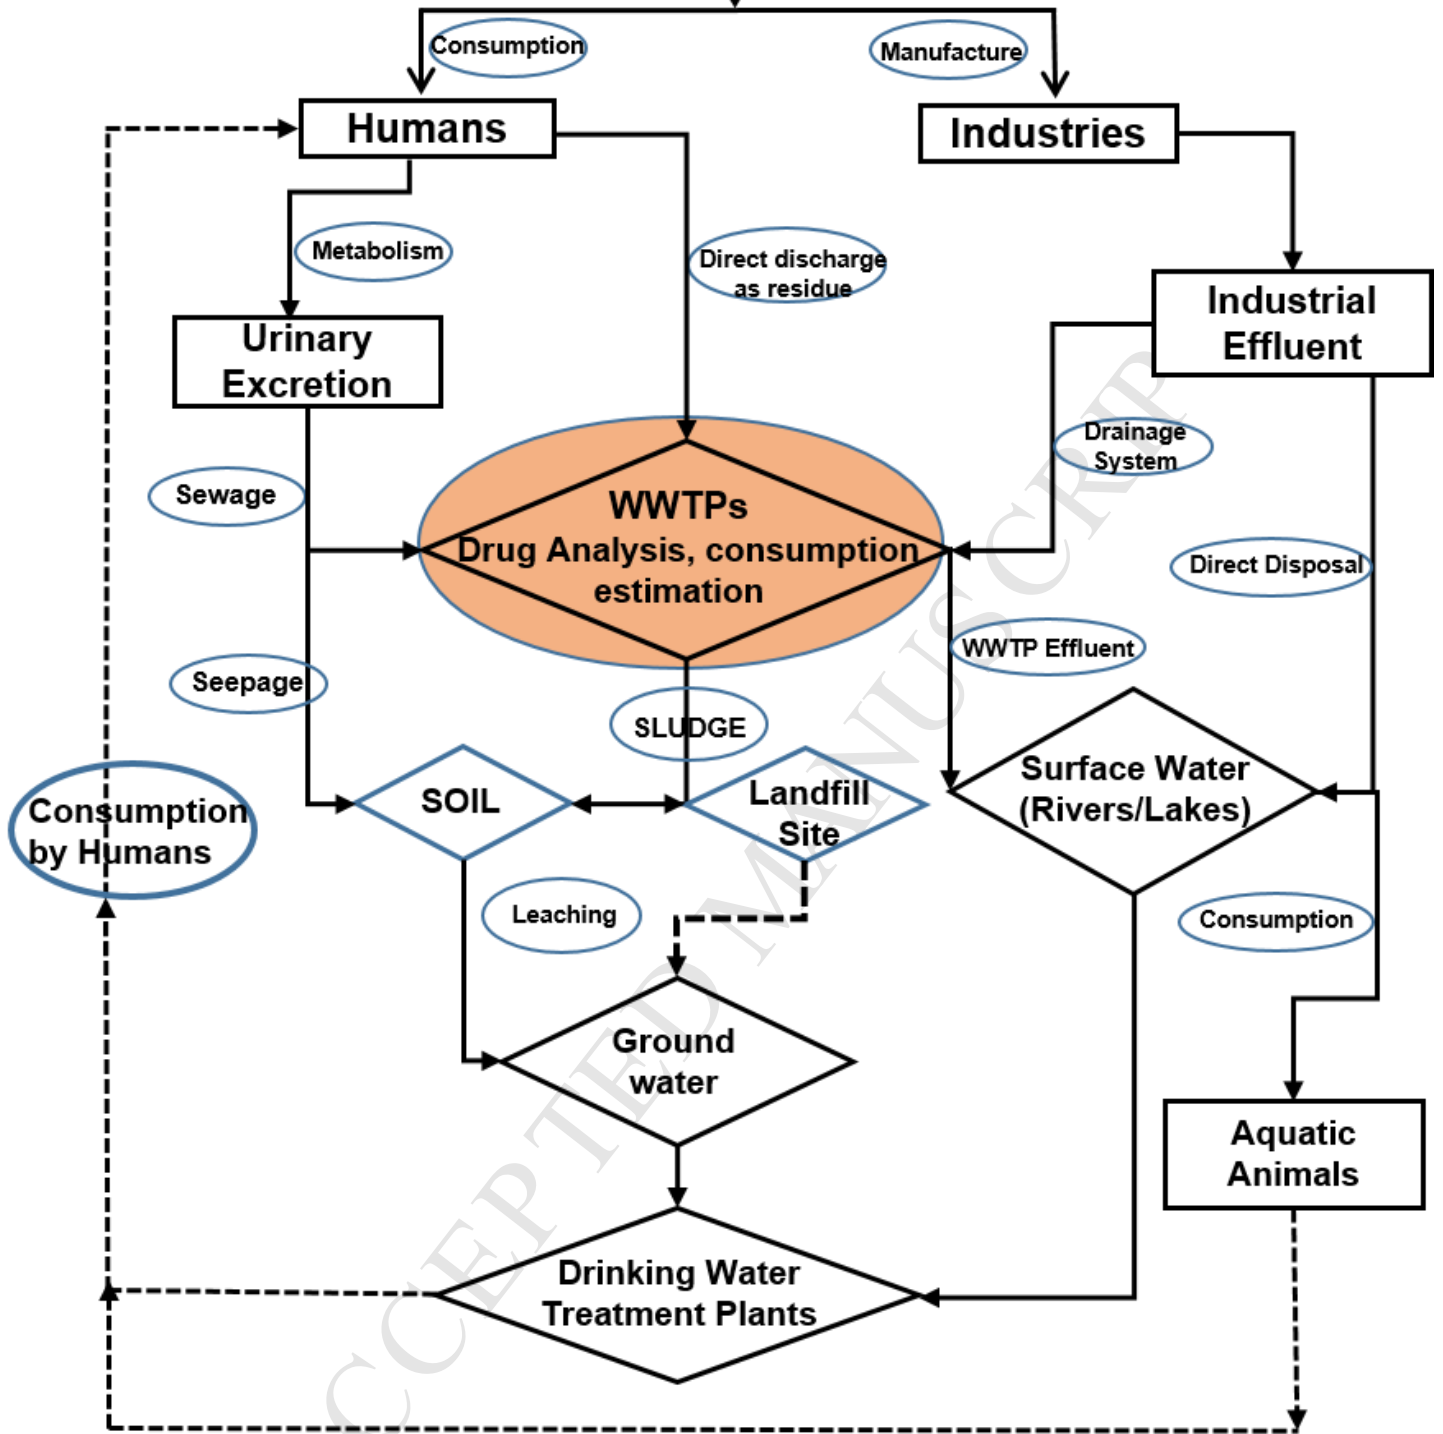 Consumption
Manufacture
Humans
Industries
Metabolism
Direct discharge
as residue
Industrial
Effluent
Urinary
Excretion
Drainage
System
Sewage
WWTPs
Drug Analysis, consumption
estimation
Direct Disposal
WWTP Effluent
Seepage
SLUDGE
SOIL
Landfill
Site
Surface Water
(Rivers/Lakes)
Consumption
by Humans
Leaching
Consumption
Ground
water
Aquatic
Animals
Drinking Water
Treatment Plants
CCEPTED MANUSCRIP